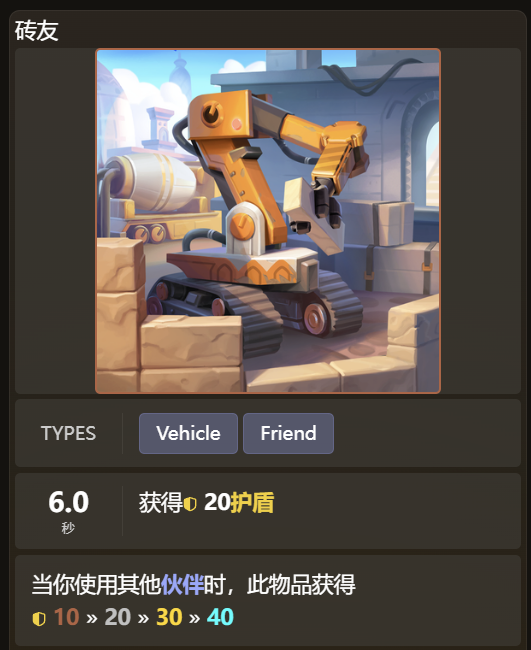 砖友
TYPES Vehicle Friend
6.0 获得 20护盾
秒
当你使用其他伙伴时，此物品获得
10 » 20 » 30 » 40